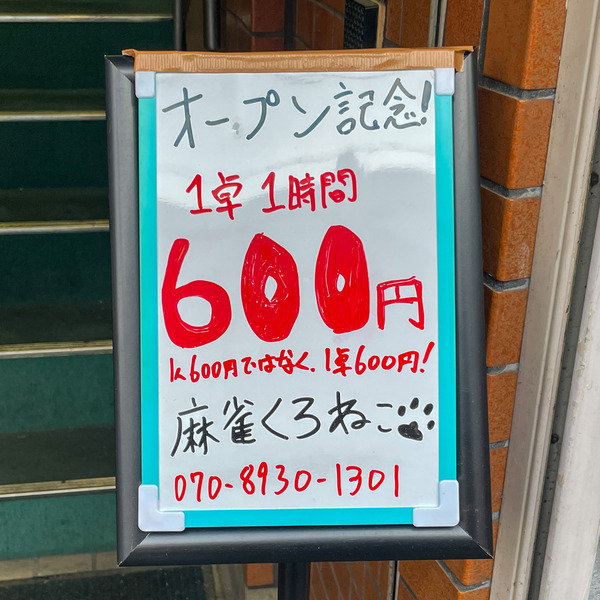 オープン記念!
1卓 1時間
600円
1人600円ではなく、1卓600円!
麻雀くろねこ
070-8930-1301